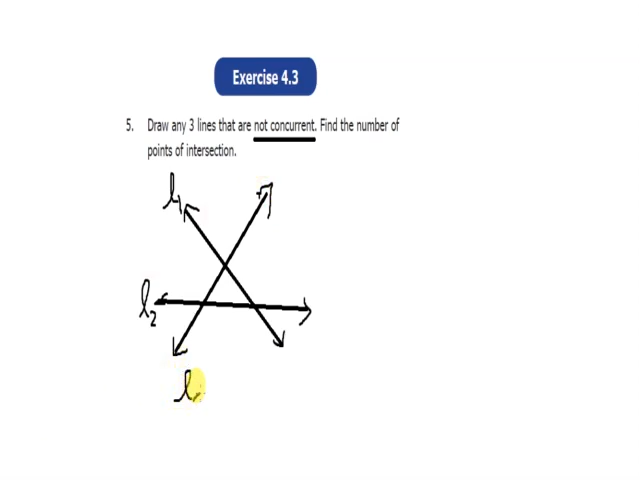 Exercise 4.3
5. Draw any 3 lines that are not concurrent. Find the number of
points of intersection.
l1
l2
l